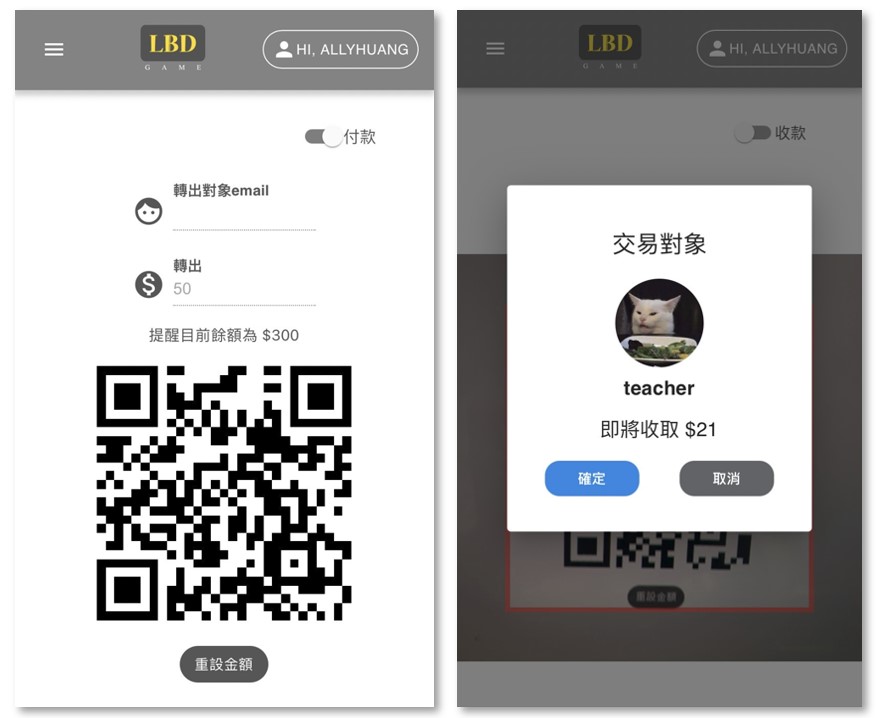 LBD
GAME
HI, ALLYHUANG
付款
轉出對象email
轉出
50
提醒目前餘額為 $300
重設金額
LBD
GAME
HI, ALLYHUANG
收款
交易對象
teacher
即將收取 $21
確定
取消
重設金額